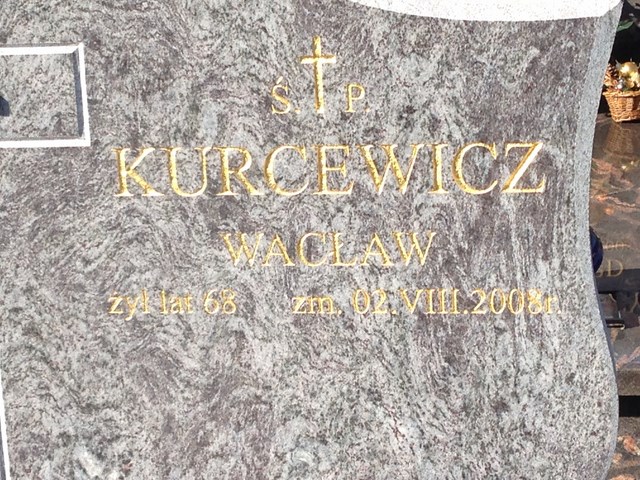 Ś. P.
KURCEWICZ
WACŁAW
żył lat 68 zm. 02.VIII.2008r.